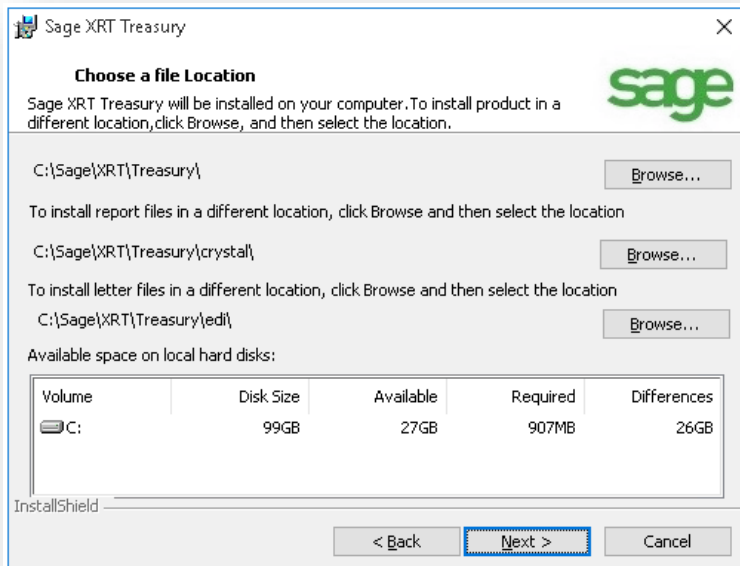 Sage XRT Treasury
Choose a file Location
Sage XRT Treasury will be installed on your computer.To install product in a
different location,click Browse, and then select the location.
sage
C:\Sage\XRT\Treasury\
Browse...
To install report files in a different location, click Browse and then select the location
C:\Sage\XRT\Treasury\crystal\
Browse...
To install letter files in a different location, click Browse and then select the location
C:\Sage\XRT\Treasury\edi\
Browse...
Available space on local hard disks:
Volume Disk Size Available Required Differences
C: 99GB 27GB 907MB 26GB
InstallShield
< Back Next > Cancel